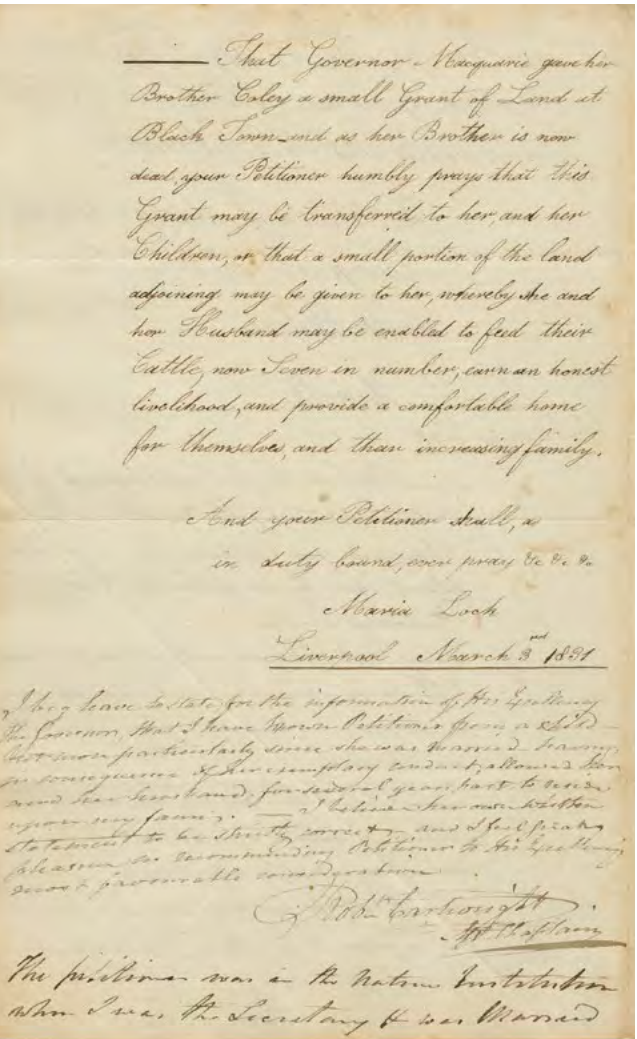 That Governor Macquarie gave her
Brother Coley a small Grant of Land at
Black Town and as her Brother is now
dead, your Petitioner humbly prays that this
Grant may be transferred to her, and her
Children, or that a small portion of the land
adjoining may be given to her, whereby she and
her Husband may be enabled to feed their
Cattle, now Seven in number, earn an honest
livelihood, and provide a comfortable home
for themselves, and their increasing family.
And your Petitioner shall, as
in duty bound, ever pray &c. &c. &c.
Maria Lock
Liverpool March 3rd 1831
I beg leave to state for the information of His Excellency
the Governor, that I have known Petitioner from a child
but more particularly since she was married having
in consequence of her exemplary conduct, allowed her
and her husband, for several years past to reside
upon my farm. I believe her own written
statement to be strictly correct and I feel great
pleasure in recommending Petitioner to His Excellency's
most favourable consideration
Robt Cartwright
Asst Chaplain
The petitioner was in the Native Institution
when I was the Secretary & was Married